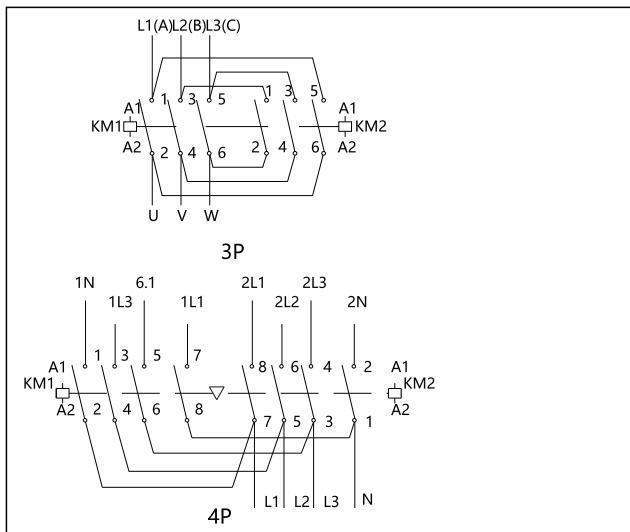 L1(A) L2(B) L3(C)
1 3 5 1 3 5
A1 A1
KM1 KM2
A2 A2
2 4 6 2 4 6
U V W
3P
1N 6.1 2L1 2L3
1L3 1L1 2L2 2N
A1 1 3 5 7 8 6 4 2 A1
KM1 KM2
A2 2 4 6 8 7 5 3 1 A2
L1 L2 L3 N
4P